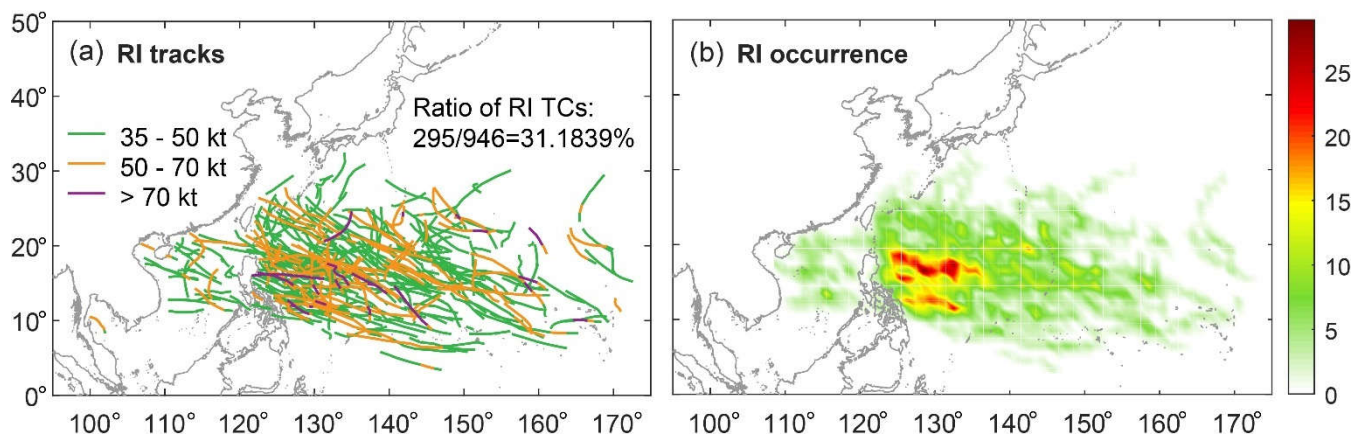 (a) RI tracks
Ratio of RI TCs:
295/946=31.1839%
35 - 50 kt
50 - 70 kt
> 70 kt
50°
40°
30°
20°
10°
0°
100° 110° 120° 130° 140° 150° 160° 170°
(b) RI occurrence
100° 110° 120° 130° 140° 150° 160° 170°
25
20
15
10
5
0